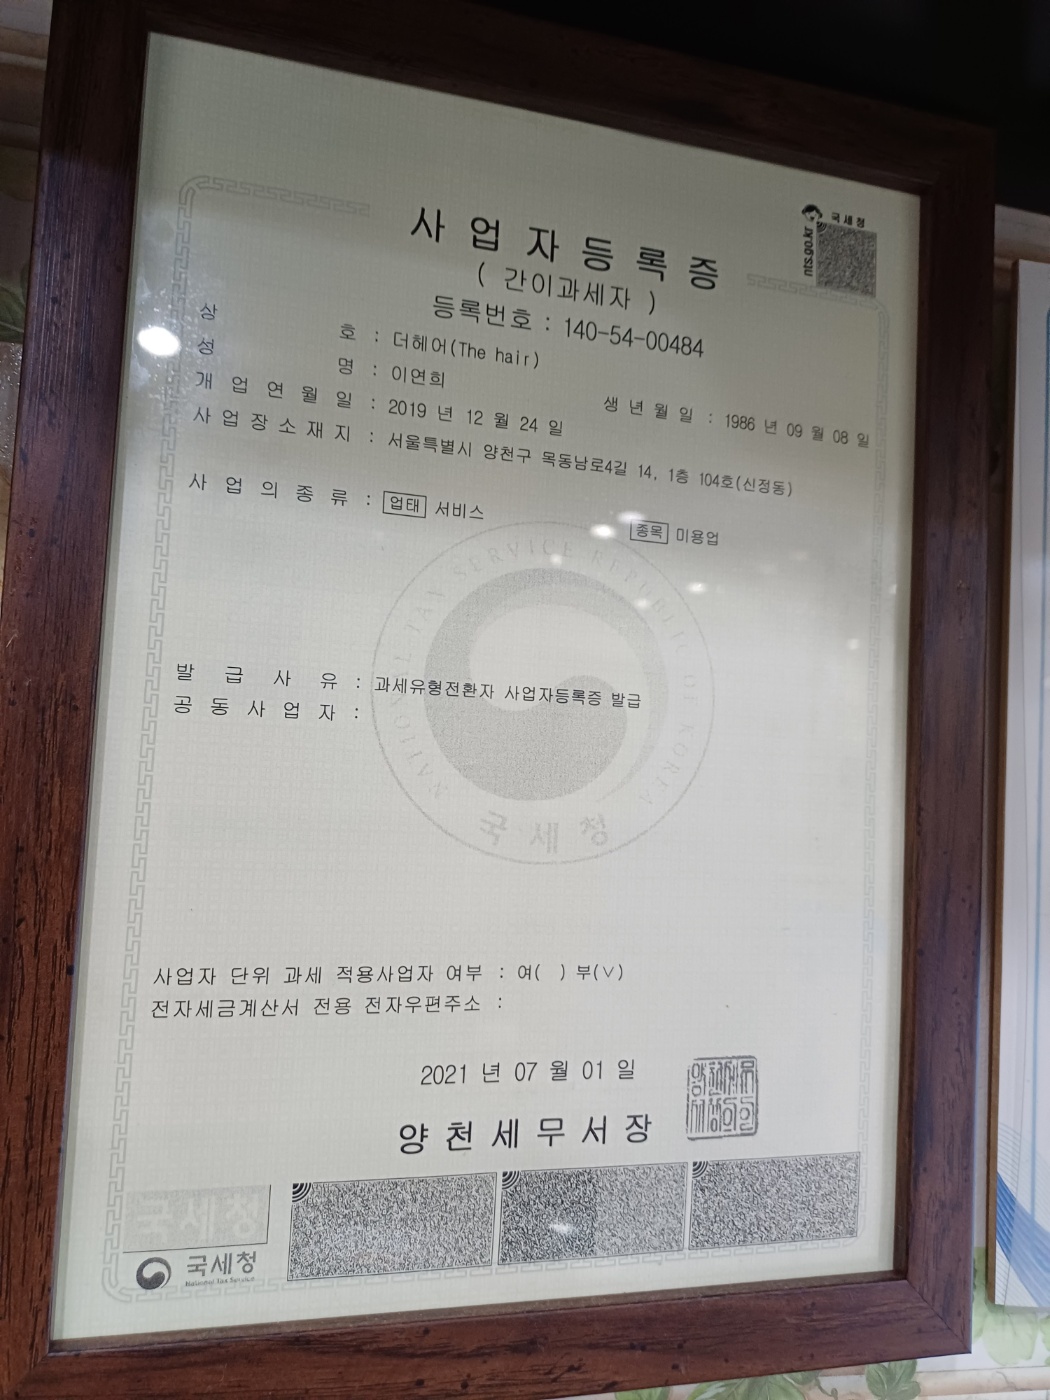 국세청
nts.go.kr
사업자등록증
( 간이과세자 )
등록번호 : 140-54-00484
상 호 : 더헤어(The hair)
성 명 : 이연희 생 년 월 일 : 1986 년 09 월 08 일
개 업 연 월 일 : 2019 년 12 월 24 일
사 업 장 소 재 지 : 서울특별시 양천구 목동남로4길 14, 1층 104호(신정동)
사 업 의 종 류 : 업태 서비스 종목 미용업
NATIONAL TAX SERVICE REPUBLIC OF KOREA
국세청
발 급 사 유 : 과세유형전환자 사업자등록증 발급
공 동 사 업 자 :
사업자 단위 과세 적용사업자 여부 : 여( ) 부(∨)
전자세금계산서 전용 전자우편주소 :
2021 년 07 월 01 일
양 천 세 무 서 장
국세청
국세청
National Tax Service